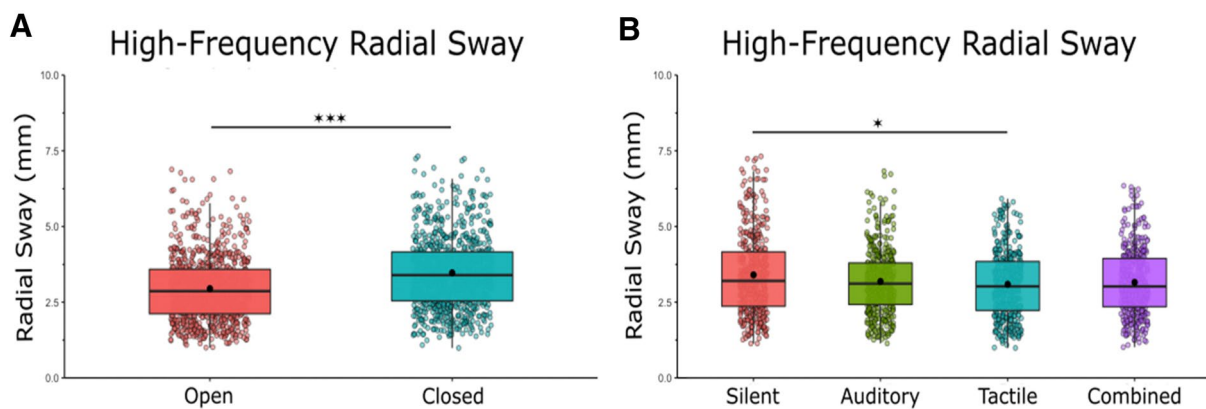 A
High-Frequency Radial Sway
Radial Sway (mm)
10.0
7.5
5.0
2.5
0.0
***
Open Closed
B
High-Frequency Radial Sway
Radial Sway (mm)
10.0
7.5
5.0
2.5
0.0
*
Silent Auditory Tactile Combined